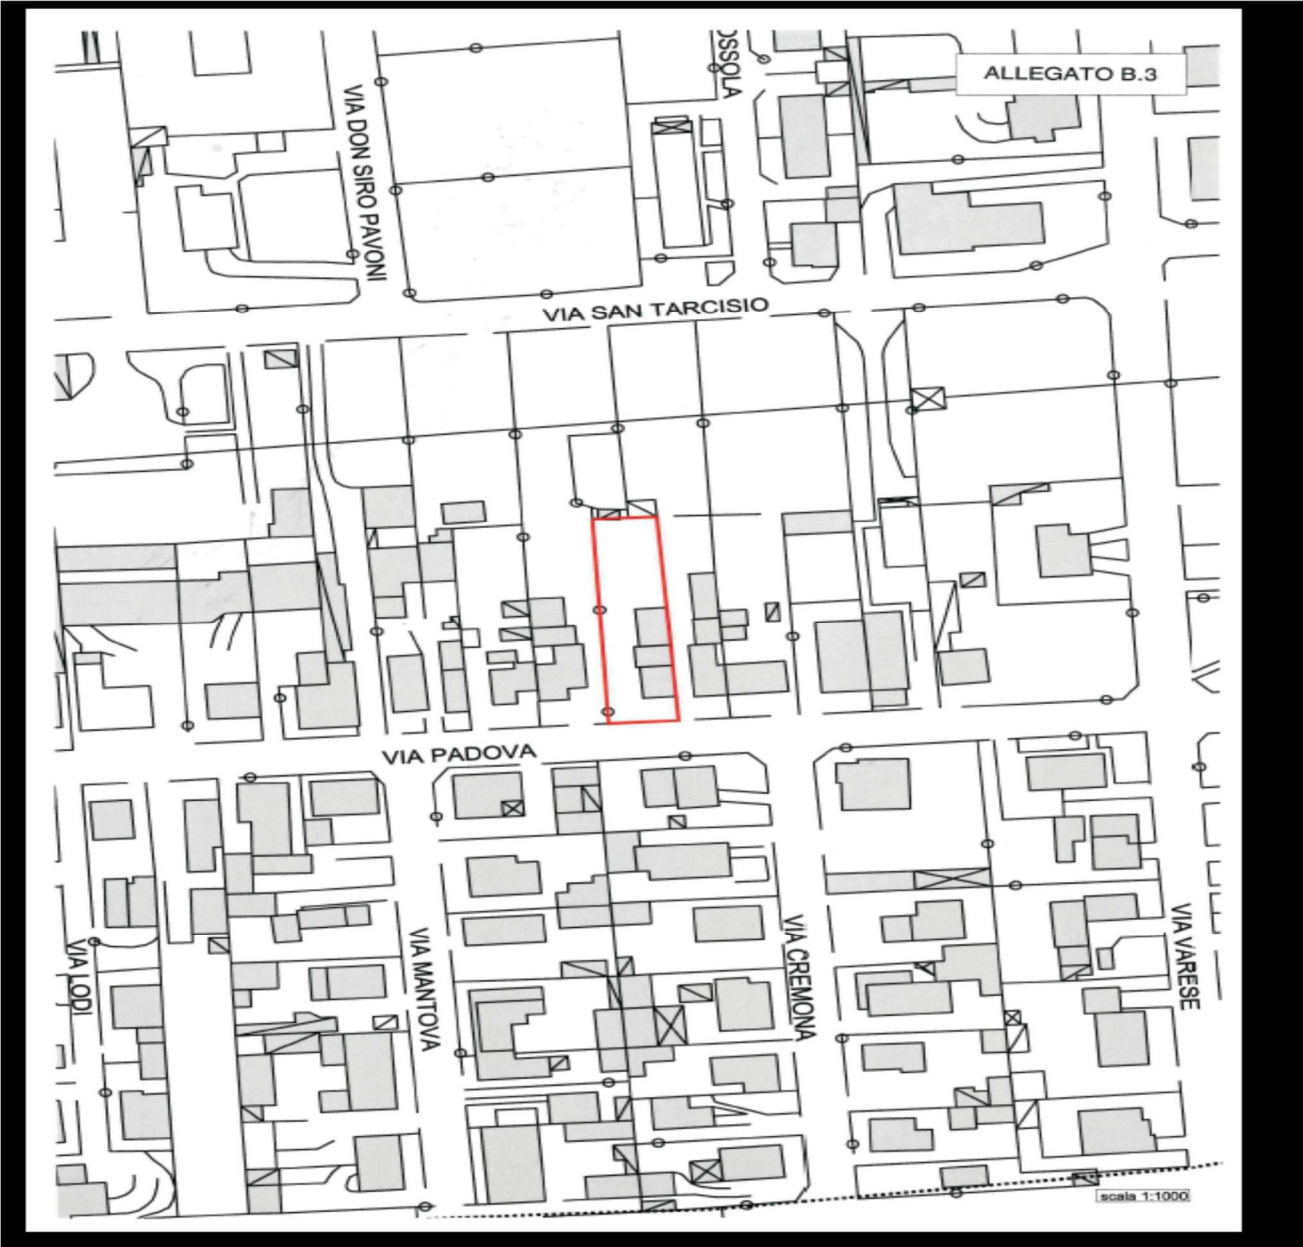 OSSOLA
ALLEGATO B.3
VIA DON SIRO PAVONI
VIA SAN TARCISIO
VIA PADOVA
VIA LODI
VIA MANTOVA
VIA CREMONA
VIA VARESE
scala 1:1000